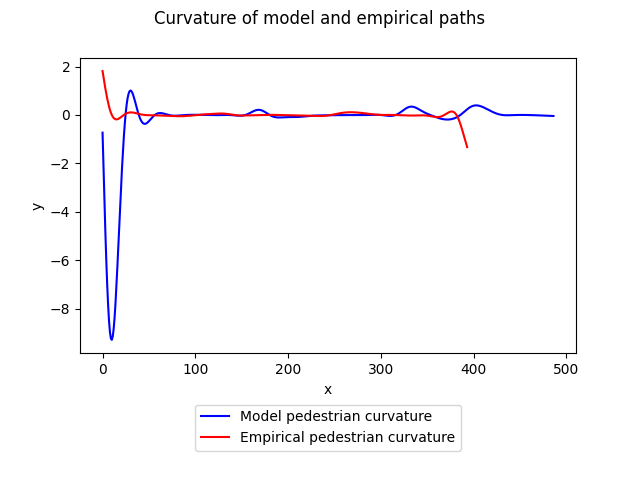 Curvature of model and empirical paths
2
0
−2
−4
−6
−8
y
0 100 200 300 400 500
x
Model pedestrian curvature
Empirical pedestrian curvature